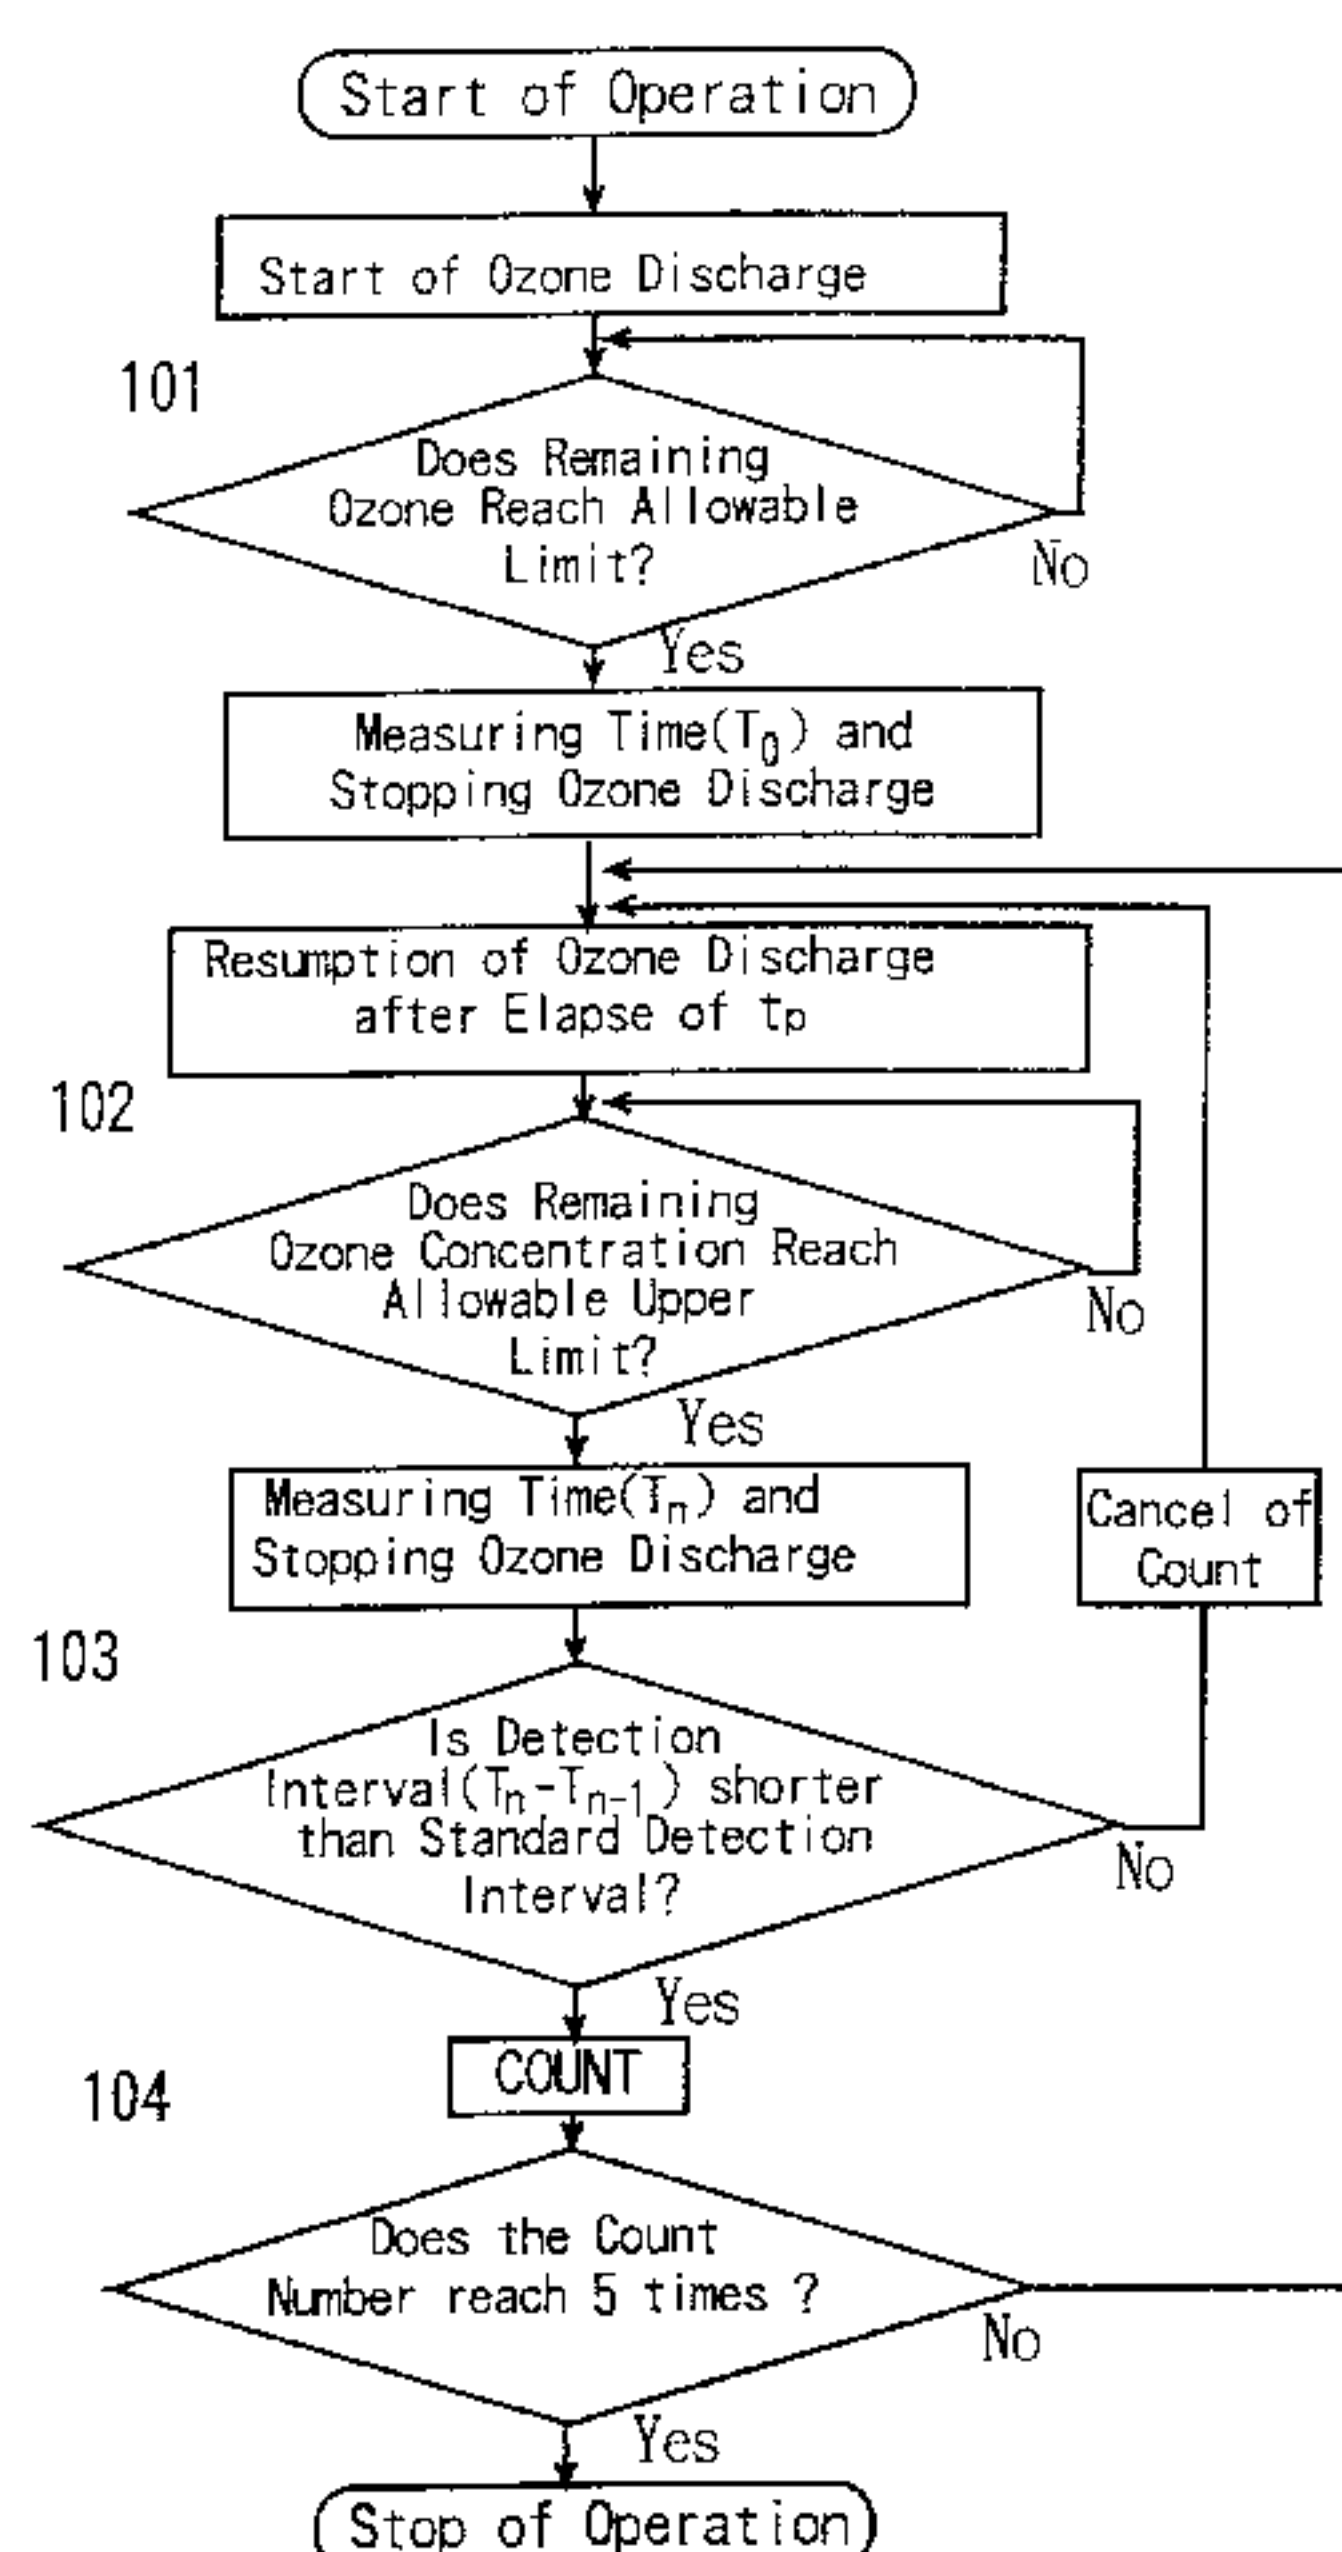 Start of Operation
Start of Ozone Discharge
101
Does Remaining
Ozone Reach Allowable
Limit?
No
Yes
Measuring Time(T0) and
Stopping Ozone Discharge
Resumption of Ozone Discharge
after Elapse of tp
102
Does Remaining
Ozone Concentration Reach
Allowable Upper
Limit?
No
Yes
Measuring Time(Tn) and
Stopping Ozone Discharge
Cancel of
Count
103
Is Detection
Interval(Tn-Tn-1) shorter
than Standard Detection
Interval?
No
Yes
COUNT
104
Does the Count
Number reach 5 times ?
No
Yes
Stop of Operation